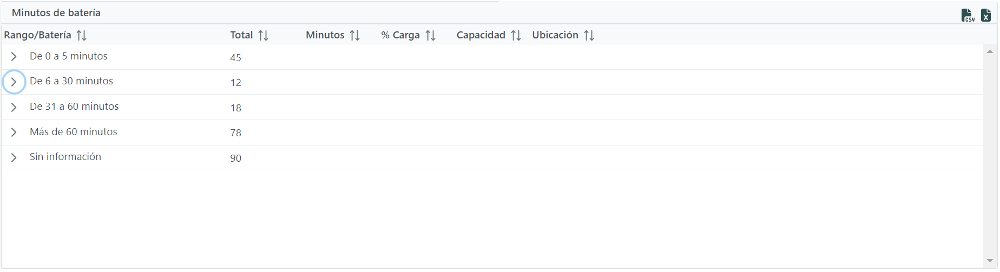 Minutos de batería
CSV X
Rango/Batería Total Minutos % Carga Capacidad Ubicación
De 0 a 5 minutos 45
De 6 a 30 minutos 12
De 31 a 60 minutos 18
Más de 60 minutos 78
Sin información 90